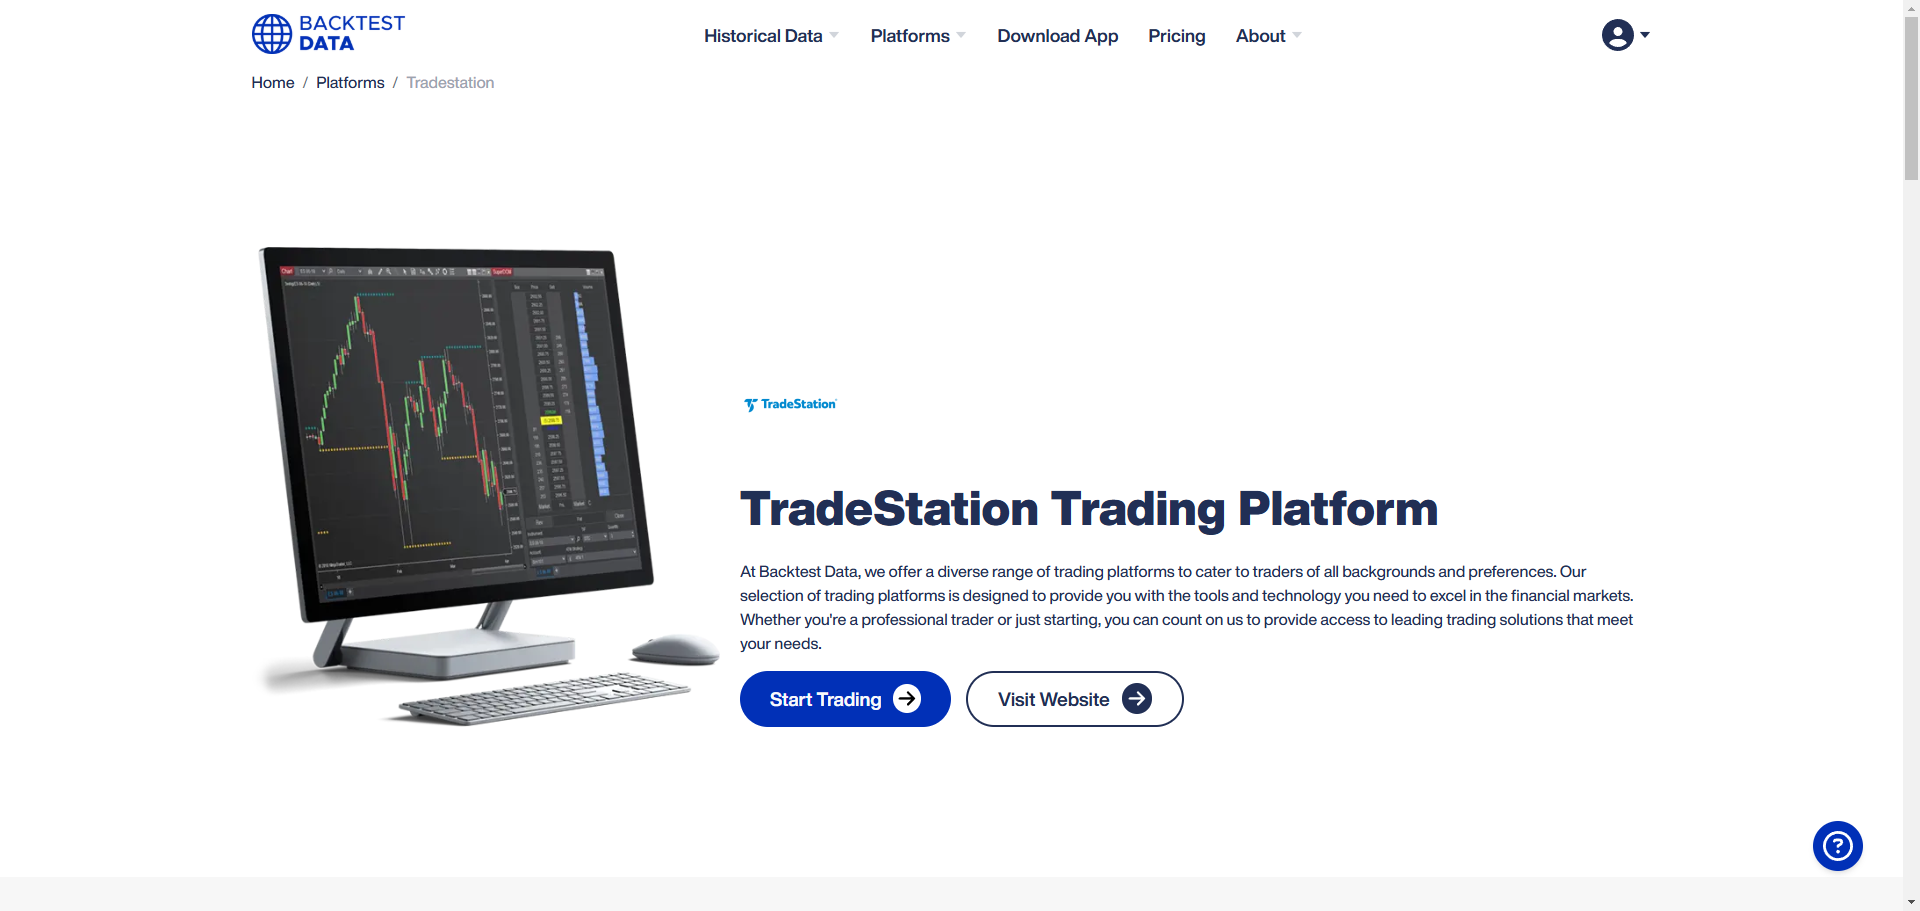 BACKTEST
DATA
Historical Data
Platforms
Download App
Pricing
About
Home / Platforms / Tradestation
TradeStation
TradeStation Trading Platform
At Backtest Data, we offer a diverse range of trading platforms to cater to traders of all backgrounds and preferences. Our
selection of trading platforms is designed to provide you with the tools and technology you need to excel in the financial markets.
Whether you're a professional trader or just starting, you can count on us to provide access to leading trading solutions that meet
your needs.
Start Trading
Visit Website
?